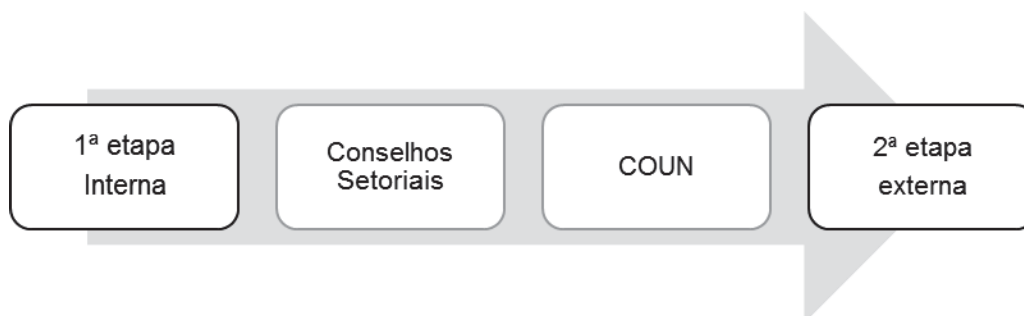 1ª etapa
Interna
Conselhos
Setoriais
COUN
2ª etapa
externa